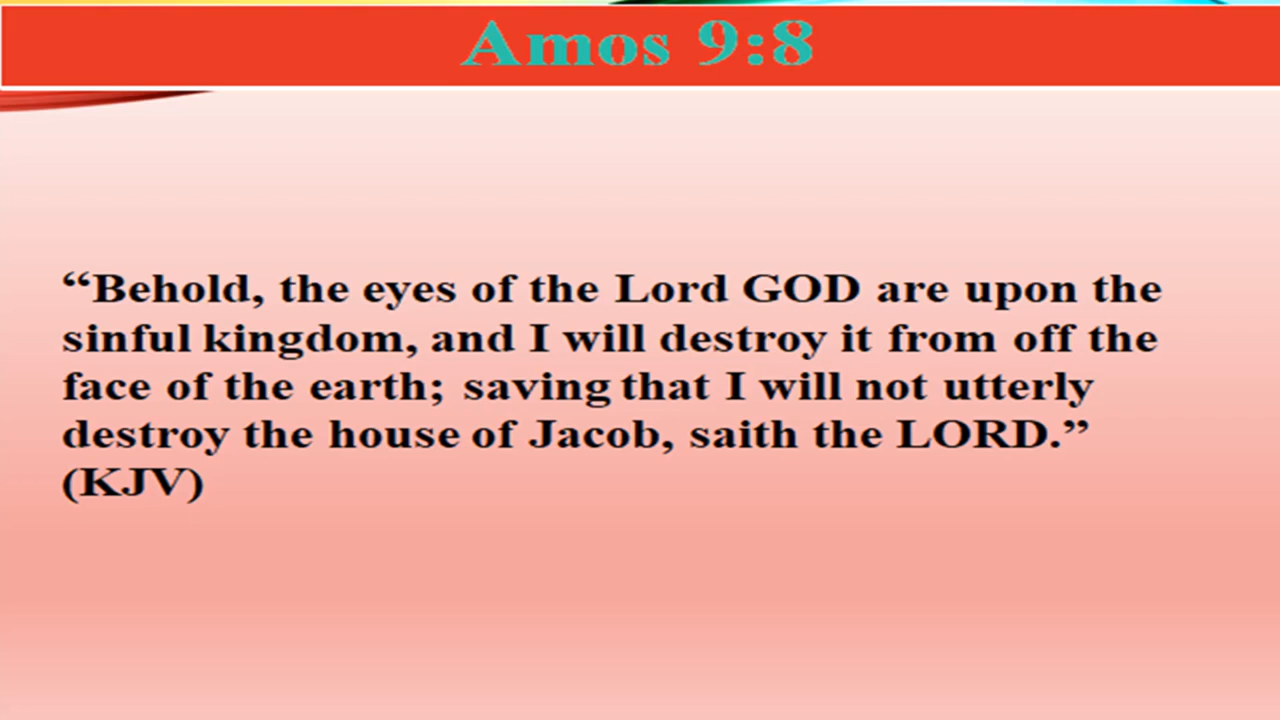 Amos 9:8
“Behold, the eyes of the Lord GOD are upon the
sinful kingdom, and I will destroy it from off the
face of the earth; saving that I will not utterly
destroy the house of Jacob, saith the LORD.”
(KJV)